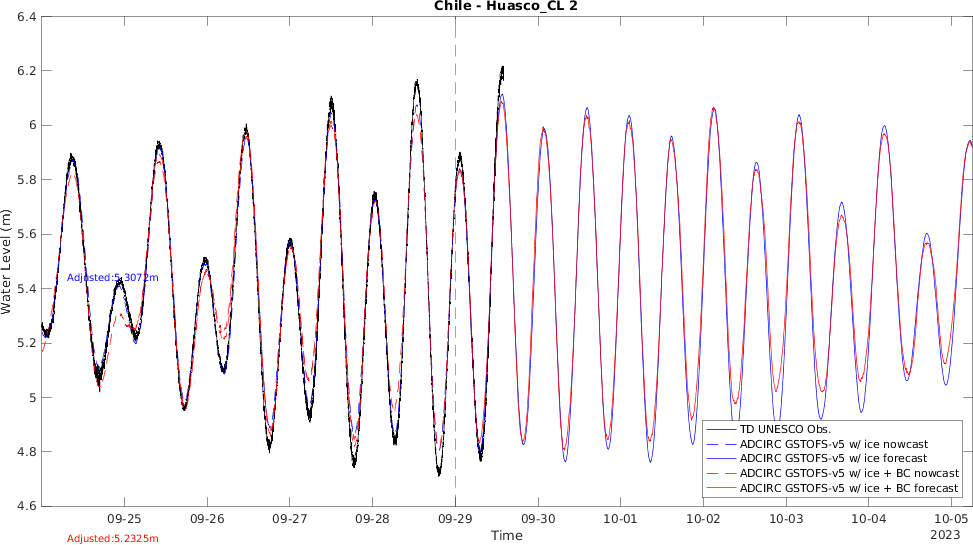 Chile - Huasco_CL 2
6.4
6.2
6
5.8
5.6
5.4
5.2
5
4.8
4.6
Water Level (m)
Adjusted:5.3072m
TD UNESCO Obs.
ADCIRC GSTOFS-v5 w/ ice nowcast
ADCIRC GSTOFS-v5 w/ ice forecast
ADCIRC GSTOFS-v5 w/ ice + BC nowcast
ADCIRC GSTOFS-v5 w/ ice + BC forecast
09-25 09-26 09-27 09-28 09-29 09-30 10-01 10-02 10-03 10-04 10-05
2023
Time
Adjusted:5.2325m